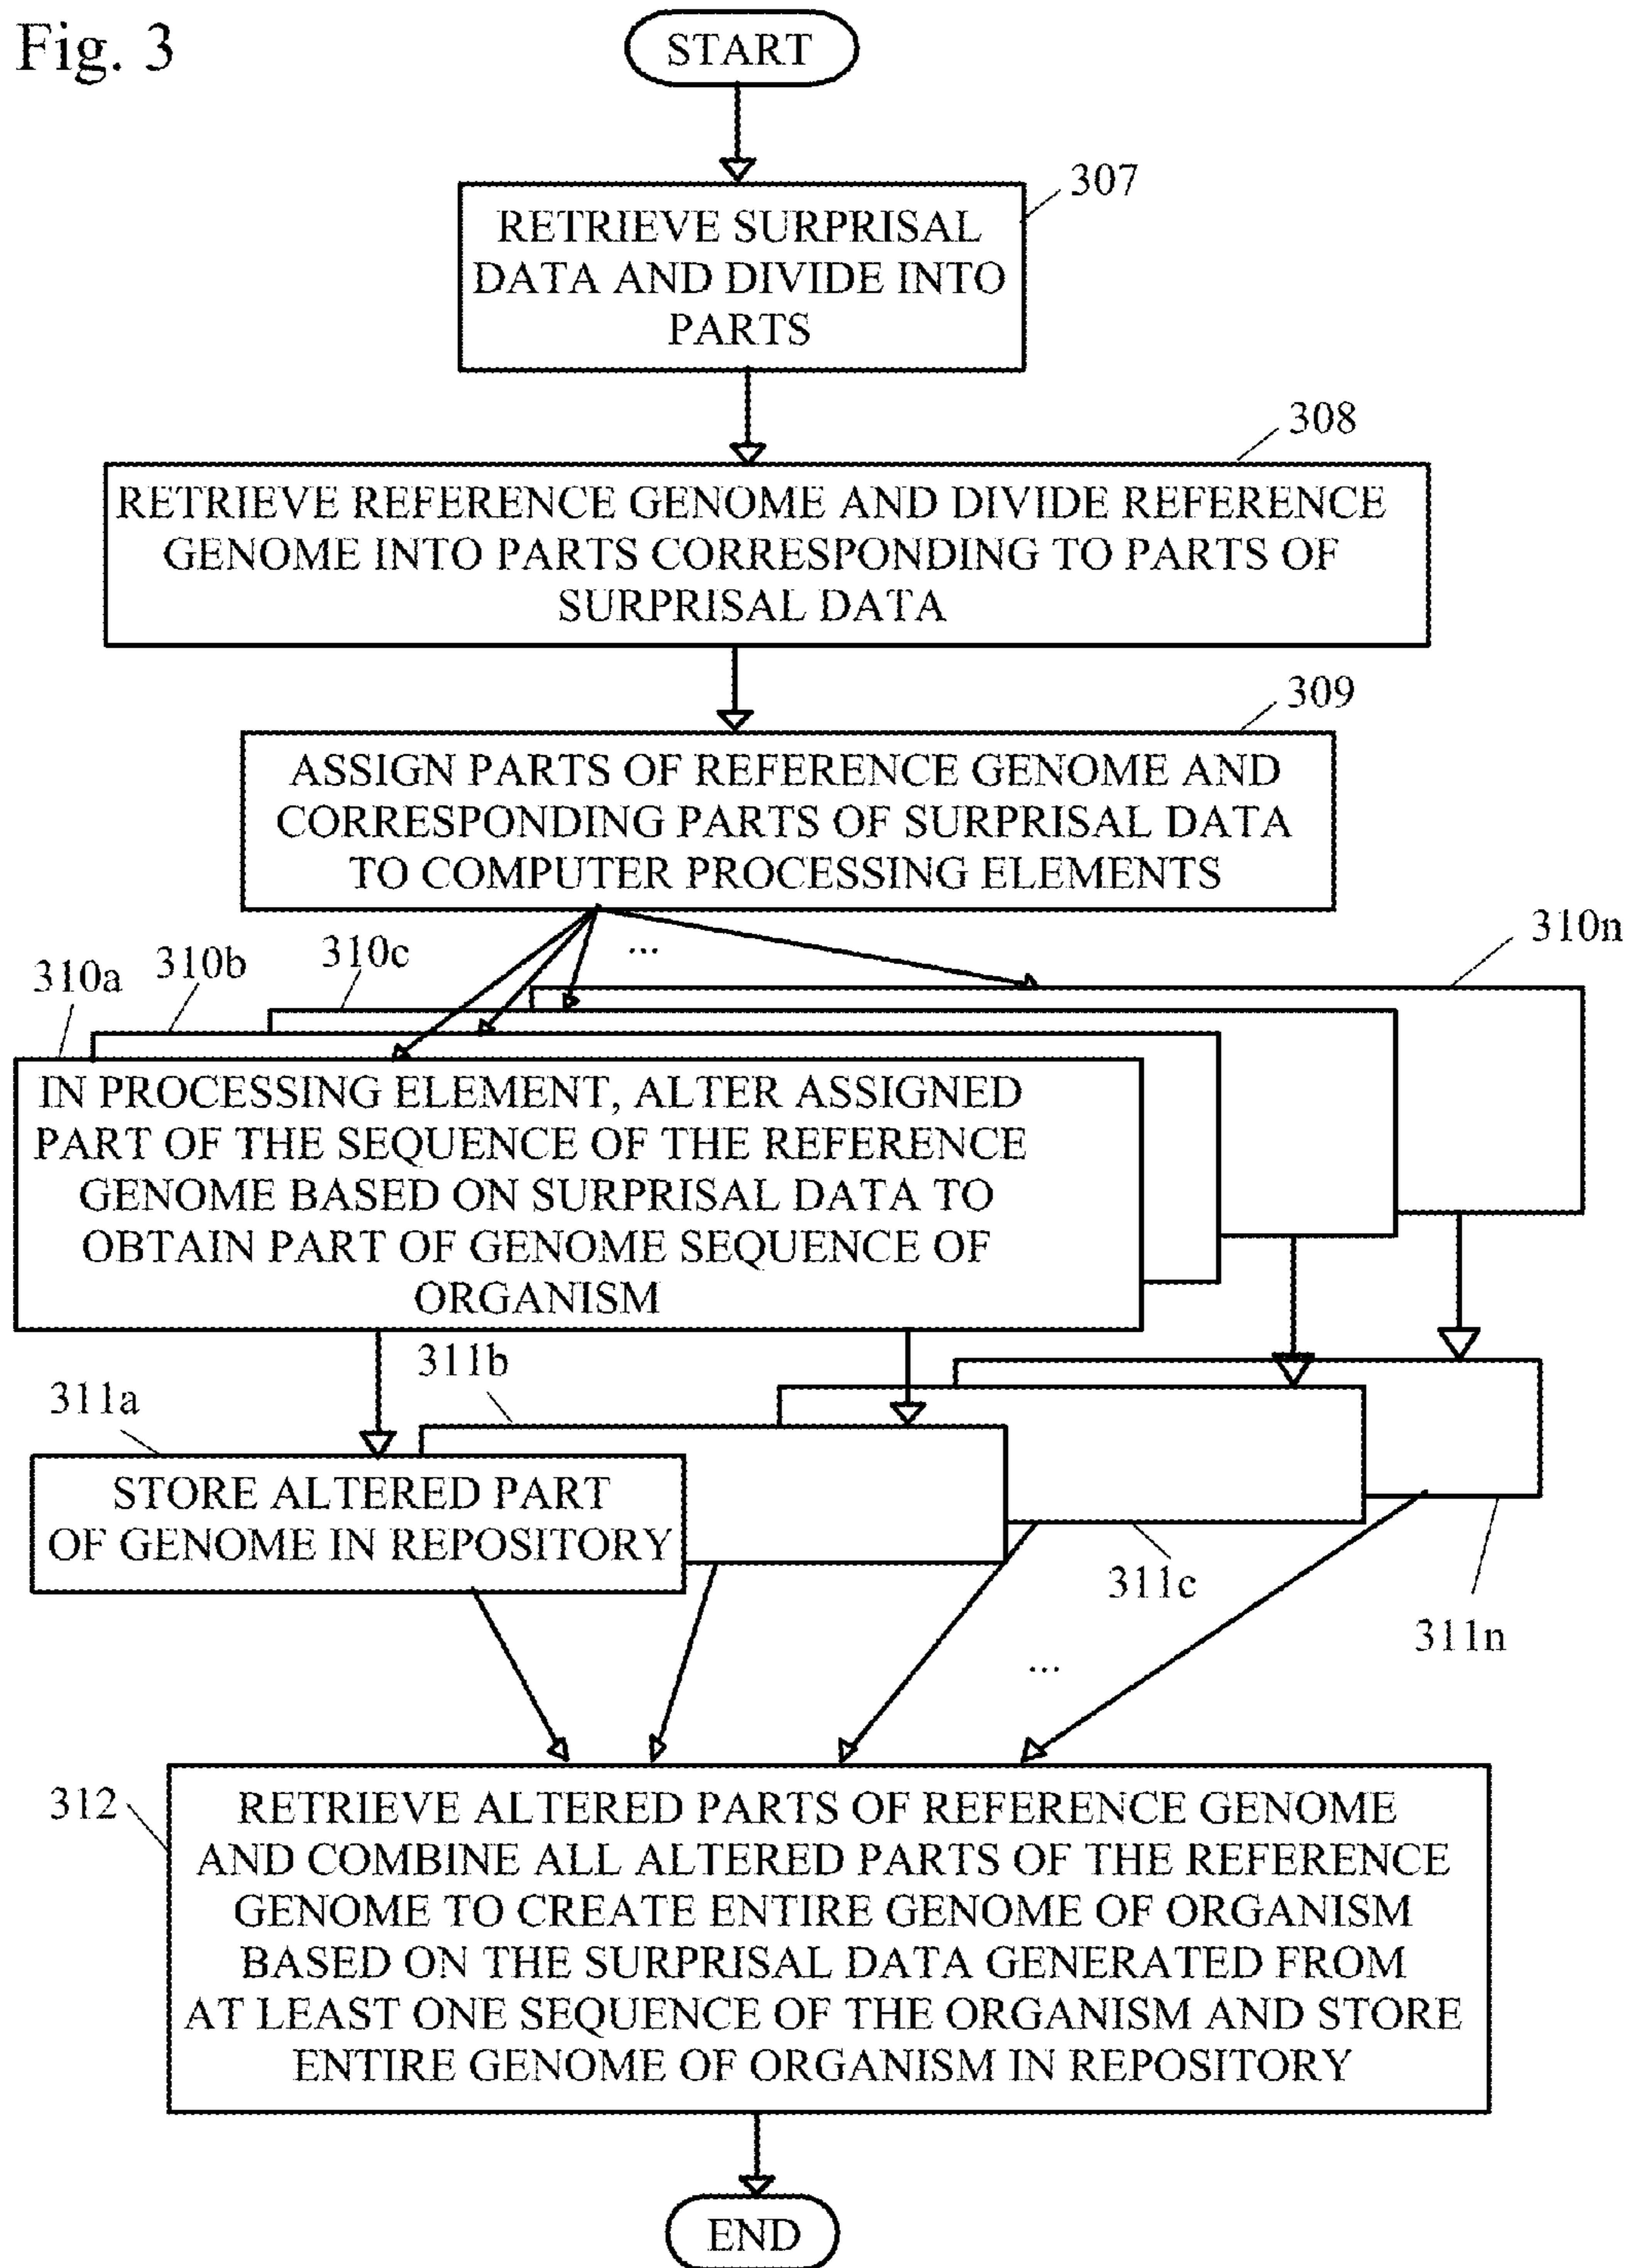 Fig. 3
START
307
RETRIEVE SURPRISAL
DATA AND DIVIDE INTO
PARTS
308
RETRIEVE REFERENCE GENOME AND DIVIDE REFERENCE
GENOME INTO PARTS CORRESPONDING TO PARTS OF
SURPRISAL DATA
309
ASSIGN PARTS OF REFERENCE GENOME AND
CORRESPONDING PARTS OF SURPRISAL DATA
TO COMPUTER PROCESSING ELEMENTS
310a
310b
310c
...
310n
IN PROCESSING ELEMENT, ALTER ASSIGNED
PART OF THE SEQUENCE OF THE REFERENCE
GENOME BASED ON SURPRISAL DATA TO
OBTAIN PART OF GENOME SEQUENCE OF
ORGANISM
311a
311b
STORE ALTERED PART
OF GENOME IN REPOSITORY
311c
311n
...
312
RETRIEVE ALTERED PARTS OF REFERENCE GENOME
AND COMBINE ALL ALTERED PARTS OF THE REFERENCE
GENOME TO CREATE ENTIRE GENOME OF ORGANISM
BASED ON THE SURPRISAL DATA GENERATED FROM
AT LEAST ONE SEQUENCE OF THE ORGANISM AND STORE
ENTIRE GENOME OF ORGANISM IN REPOSITORY
END